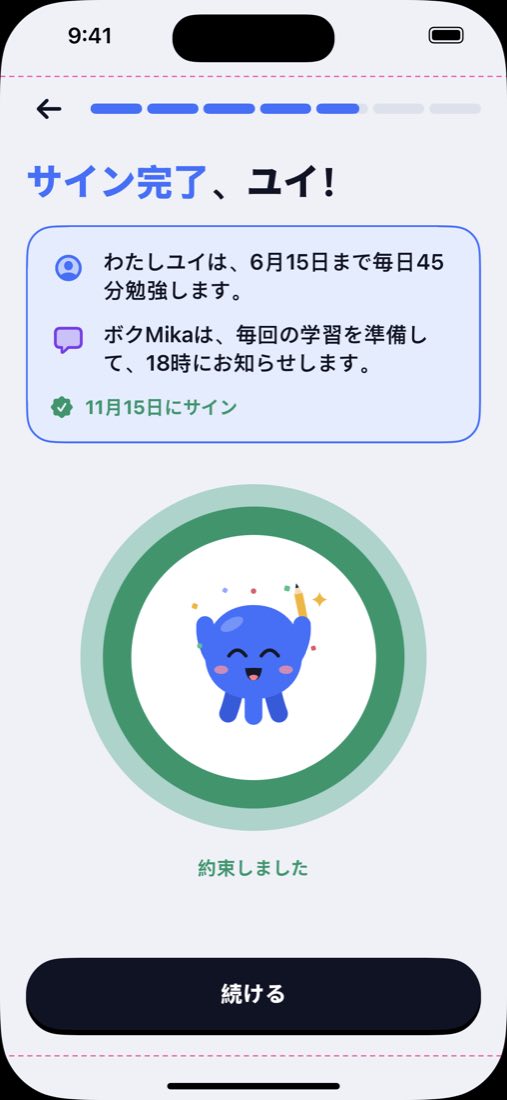 9:41
サイン完了、ユイ!
わたしユイは、6月15日まで毎日45
分勉強します。
ボクMikaは、毎回の学習を準備し
て、18時にお知らせします。
11月15日にサイン
約束しました
続ける